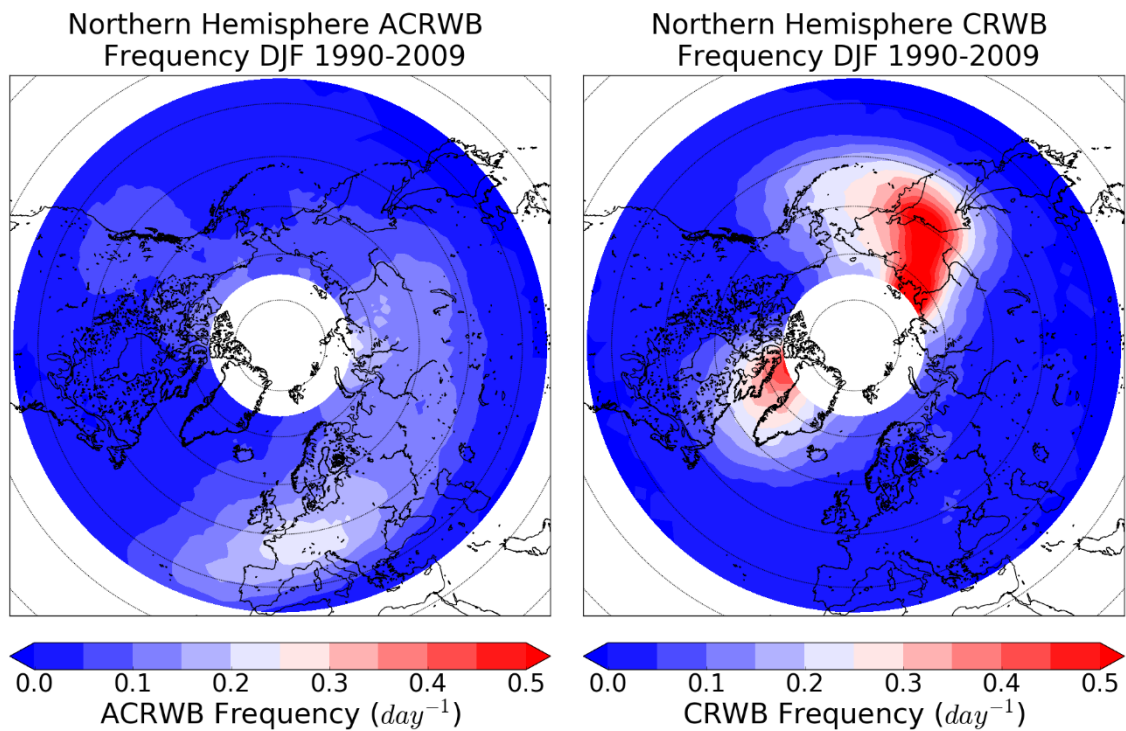 Northern Hemisphere ACRWB
Frequency DJF 1990-2009
0.0 0.1 0.2 0.3 0.4 0.5
ACRWB Frequency (day⁻¹)
Northern Hemisphere CRWB
Frequency DJF 1990-2009
0.0 0.1 0.2 0.3 0.4 0.5
CRWB Frequency (day⁻¹)